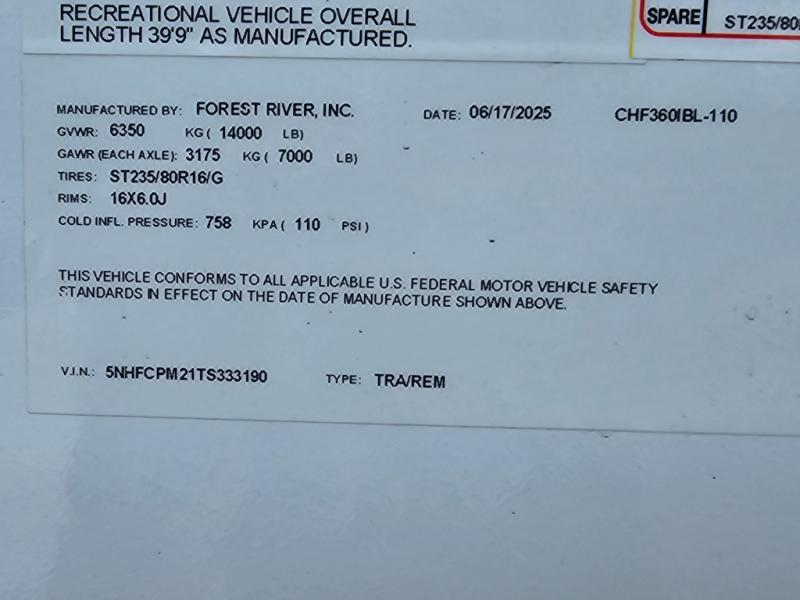 RECREATIONAL VEHICLE OVERALL
LENGTH 39'9" AS MANUFACTURED.
SPARE ST235/80
MANUFACTURED BY: FOREST RIVER, INC. DATE: 06/17/2025 CHF360IBL-110
GVWR: 6350 KG ( 14000 LB)
GAWR (EACH AXLE): 3175 KG ( 7000 LB)
TIRES: ST235/80R16/G
RIMS: 16X6.0J
COLD INFL. PRESSURE: 758 KPA ( 110 PSI )
THIS VEHICLE CONFORMS TO ALL APPLICABLE U.S. FEDERAL MOTOR VEHICLE SAFETY
STANDARDS IN EFFECT ON THE DATE OF MANUFACTURE SHOWN ABOVE.
V.I.N.: 5NHFCPM21TS333190 TYPE: TRA/REM